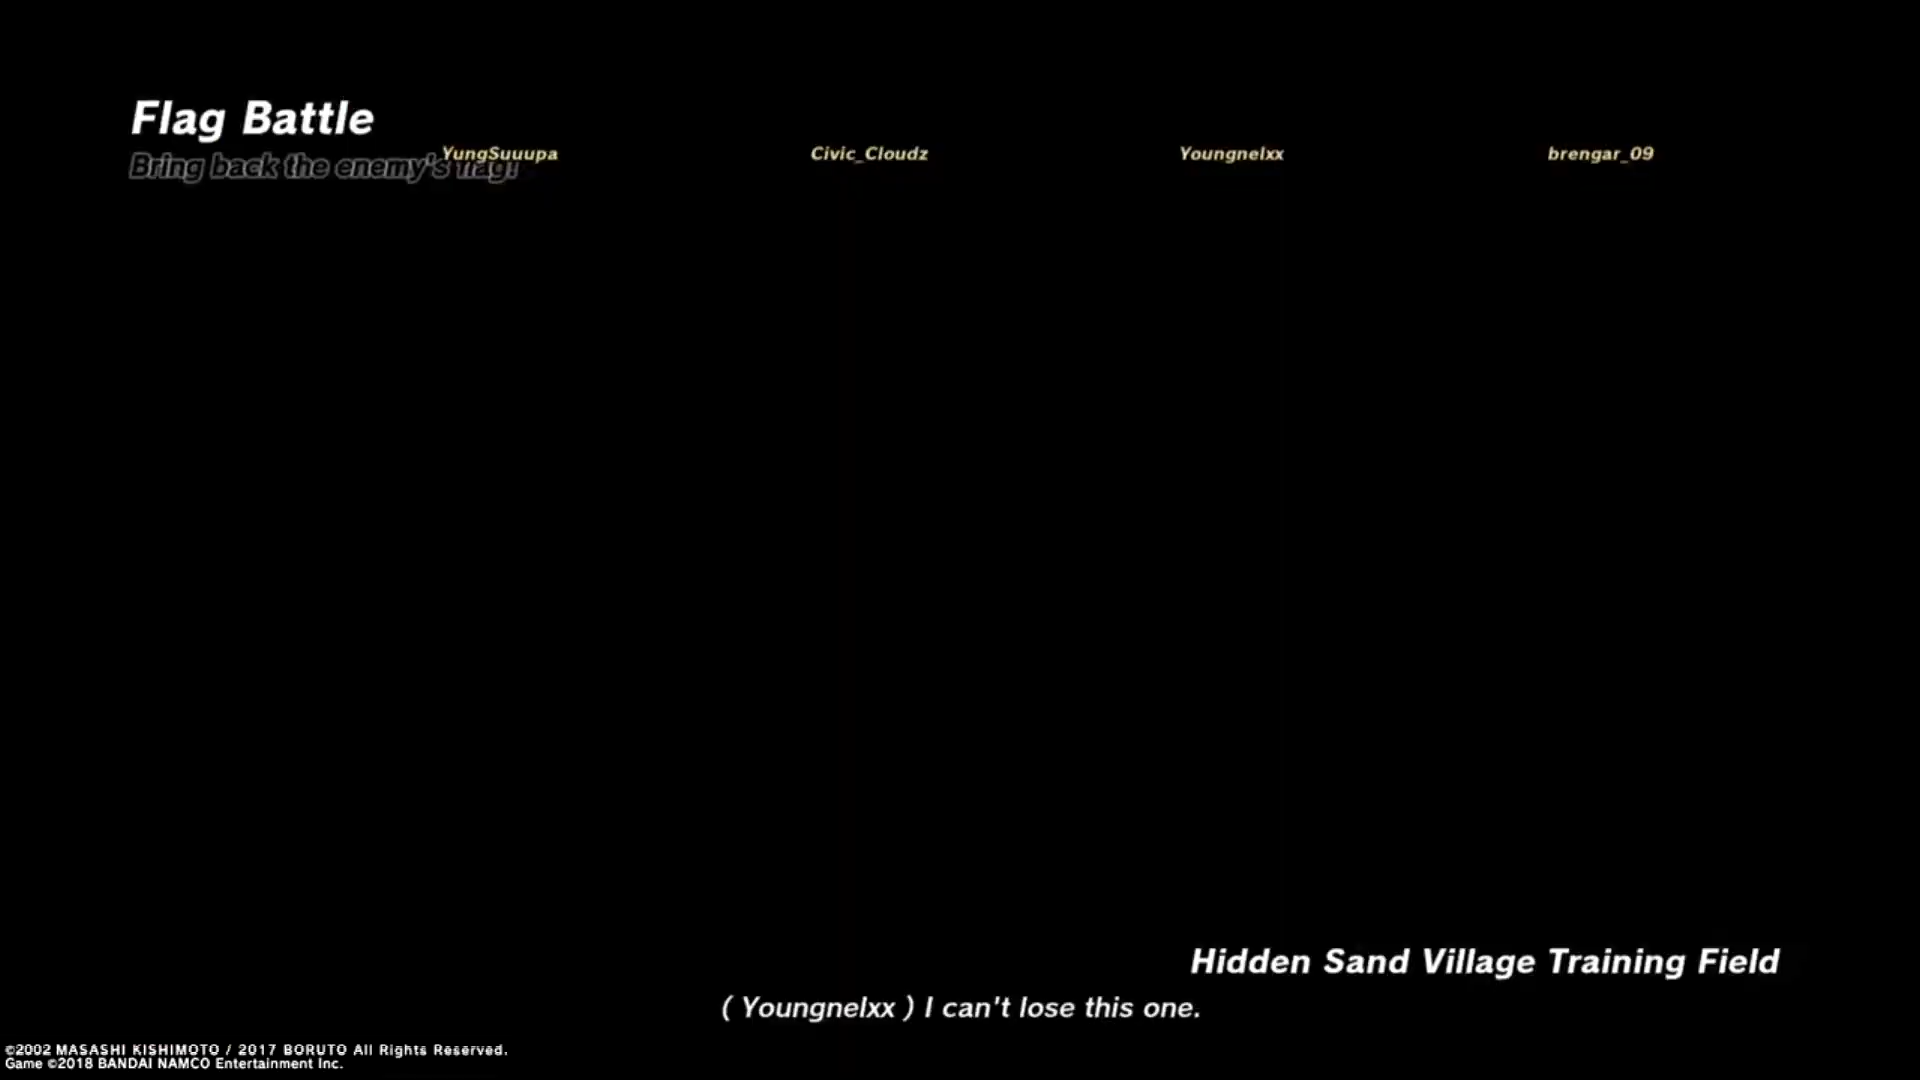 Flag Battle
Bring back the enemy's flag!
YungSuuupa
Civic_Cloudz
Youngnelxx
brengar_09
Hidden Sand Village Training Field
( Youngnelxx ) I can't lose this one.
©2002 MASASHI KISHIMOTO / 2017 BORUTO All Rights Reserved.
Game ©2018 BANDAI NAMCO Entertainment Inc.